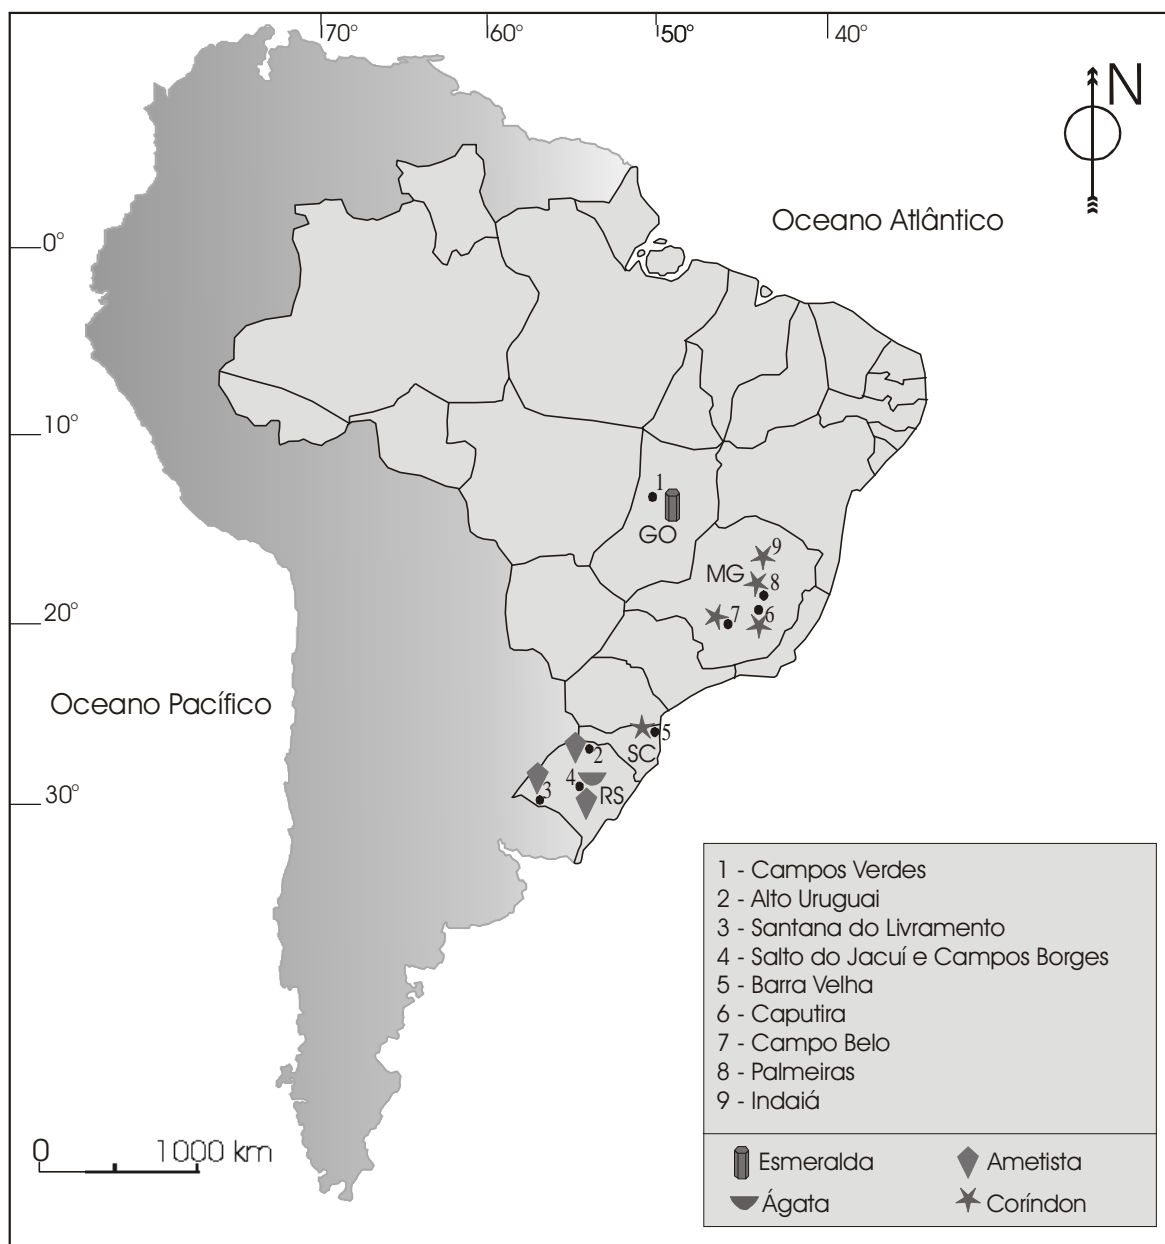 70° 60° 50° 40°
N
Oceano Atlântico
0°
10°
1
GO
9
MG
8
20°
7 6
Oceano Pacífico
5
SC
2
4
3 RS
30°
1 - Campos Verdes
2 - Alto Uruguai
3 - Santana do Livramento
4 - Salto do Jacuí e Campos Borges
5 - Barra Velha
6 - Caputira
7 - Campo Belo
8 - Palmeiras
9 - Indaiá
0 1000 km
Esmeralda Ametista
Ágata Coríndon